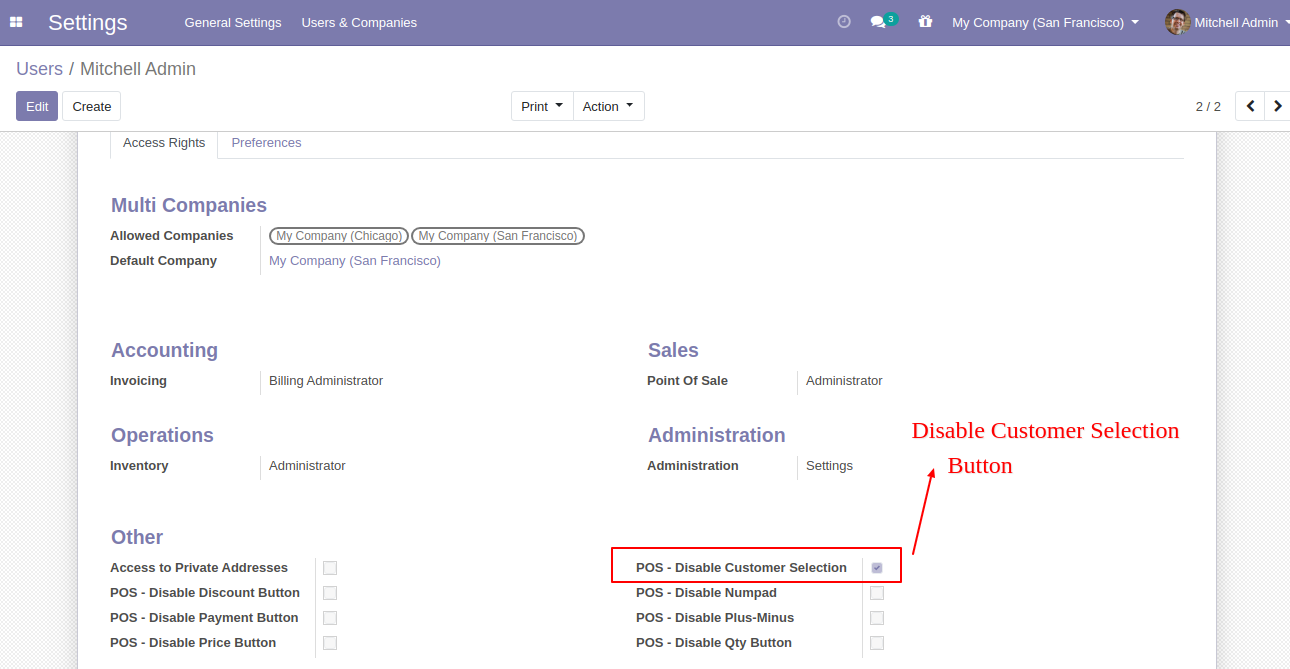 Settings General Settings Users & Companies 3 My Company (San Francisco) Mitchell Admin
Users / Mitchell Admin
Edit Create Print Action 2 / 2
Access Rights Preferences
Multi Companies
Allowed Companies My Company (Chicago) My Company (San Francisco)
Default Company My Company (San Francisco)
Accounting Sales
Invoicing Billing Administrator Point Of Sale Administrator
Operations Administration
Disable Customer Selection
Button
Inventory Administrator Administration Settings
Other
Access to Private Addresses POS - Disable Customer Selection
POS - Disable Discount Button POS - Disable Numpad
POS - Disable Payment Button POS - Disable Plus-Minus
POS - Disable Price Button POS - Disable Qty Button